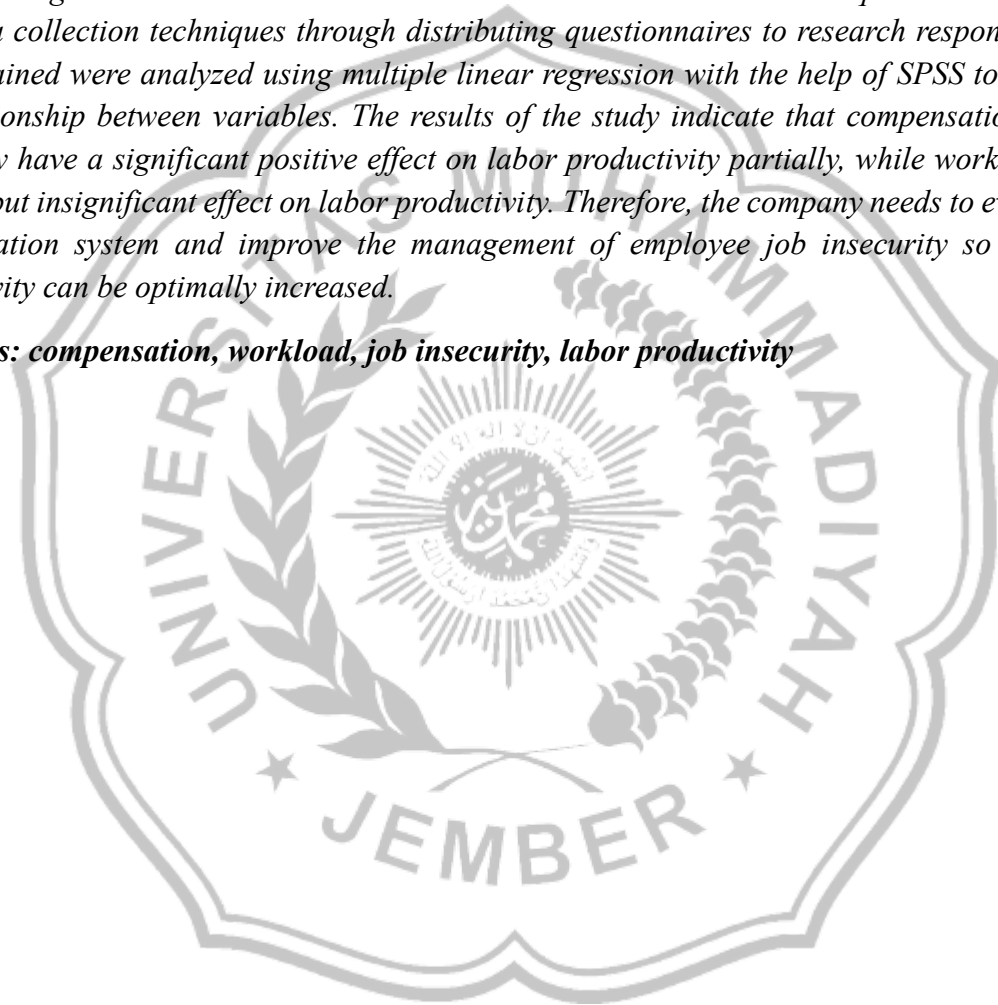 collection techniques through distributing questionnaires to research respon
ained were analyzed using multiple linear regression with the help of SPSS to
onship between variables. The results of the study indicate that compensatio
y have a significant positive effect on labor productivity partially, while work
but insignificant effect on labor productivity. Therefore, the company needs to ev
ation system and improve the management of employee job insecurity so
vity can be optimally increased.
s: compensation, workload, job insecurity, labor productivity
UNIVERSITAS MUHAMMADIYAH
JEMBER